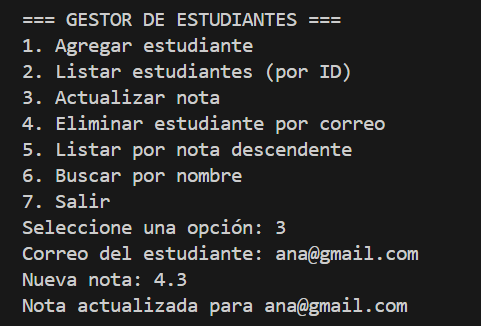 === GESTOR DE ESTUDIANTES ===
1. Agregar estudiante
2. Listar estudiantes (por ID)
3. Actualizar nota
4. Eliminar estudiante por correo
5. Listar por nota descendente
6. Buscar por nombre
7. Salir
Seleccione una opción: 3
Correo del estudiante: ana@gmail.com
Nueva nota: 4.3
Nota actualizada para ana@gmail.com